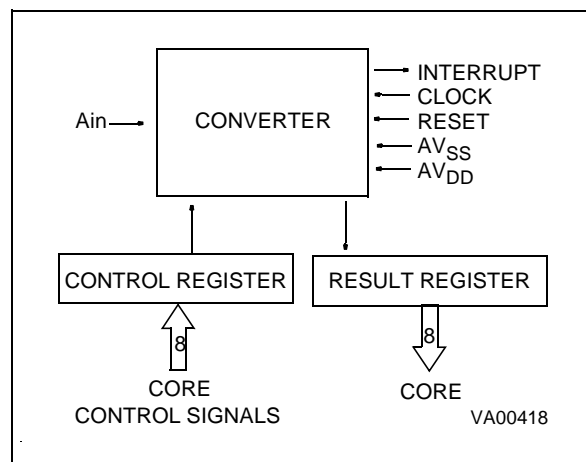 INTERRUPT
CLOCK
Ain
CONVERTER
RESET
AVSS
AVDD
CONTROL REGISTER
RESULT REGISTER
8
8
CORE
CONTROL SIGNALS
CORE
VA00418